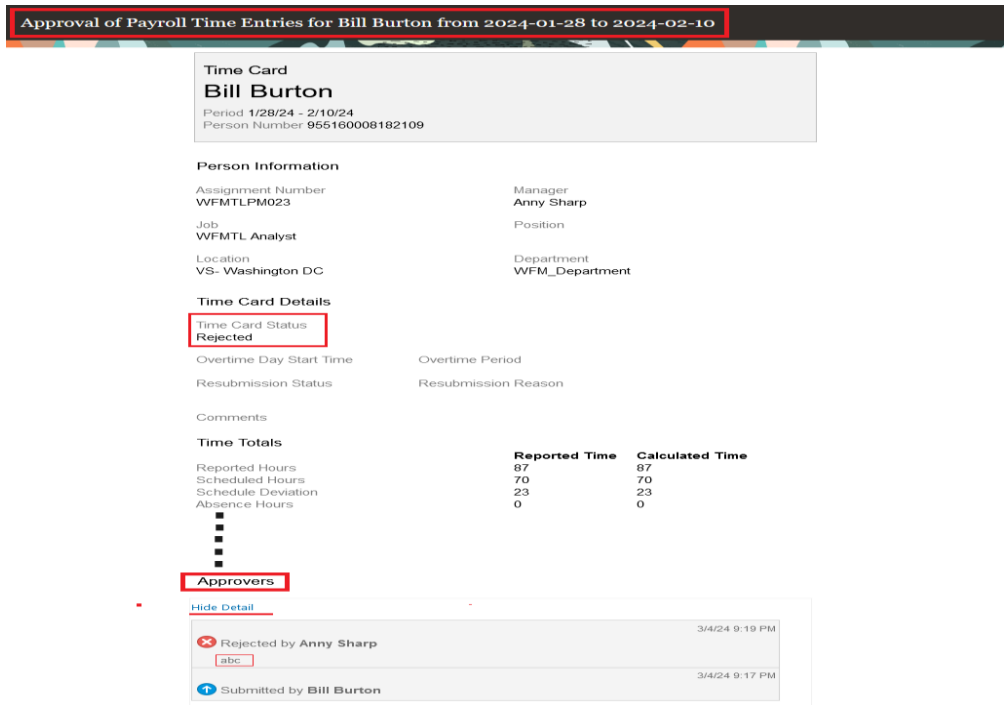 Approval of Payroll Time Entries for Bill Burton from 2024-01-28 to 2024-02-10
Time Card
Bill Burton
Period 1/28/24 - 2/10/24
Person Number 955160008182109
Person Information
Assignment Number Manager
WFMTLPM023 Anny Sharp
Job Position
WFMTL Analyst
Location Department
VS- Washington DC WFM_Department
Time Card Details
Time Card Status
Rejected
Overtime Day Start Time Overtime Period
Resubmission Status Resubmission Reason
Comments
Time Totals
Reported Time Calculated Time
Reported Hours 87 87
Scheduled Hours 70 70
Schedule Deviation 23 23
Absence Hours 0 0
Approvers
Hide Detail
3/4/24 9:19 PM
Rejected by Anny Sharp
abc
3/4/24 9:17 PM
Submitted by Bill Burton